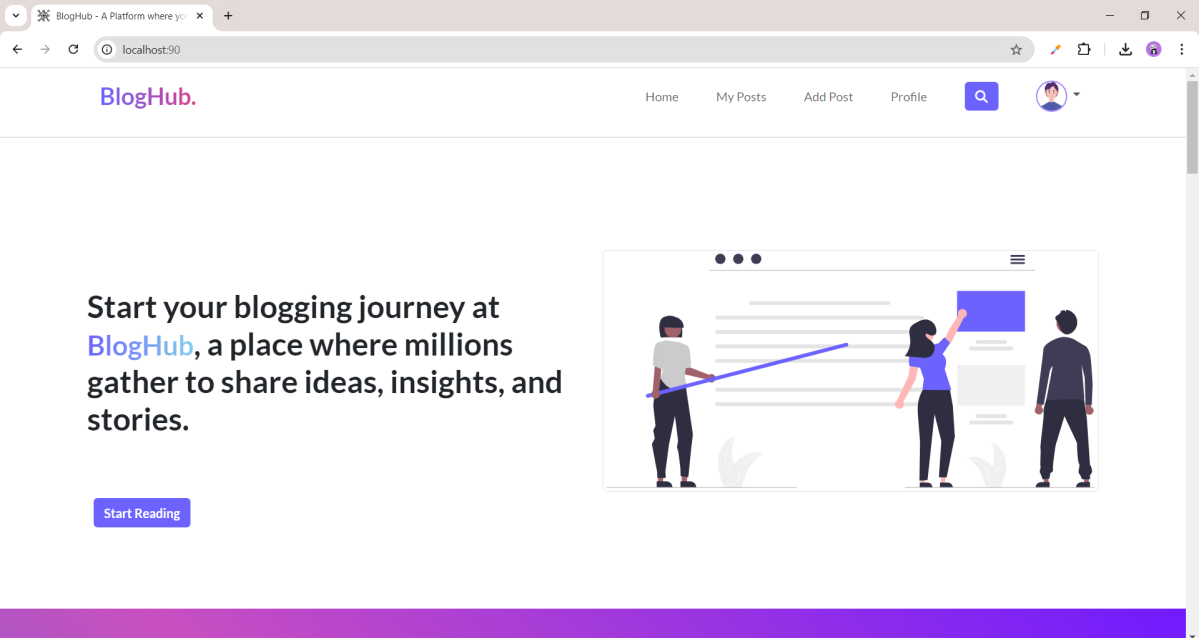 BlogHub - A Platform where yo
localhost:90
BlogHub.
Home
My Posts
Add Post
Profile
Start your blogging journey at
BlogHub, a place where millions
gather to share ideas, insights, and
stories.
Start Reading